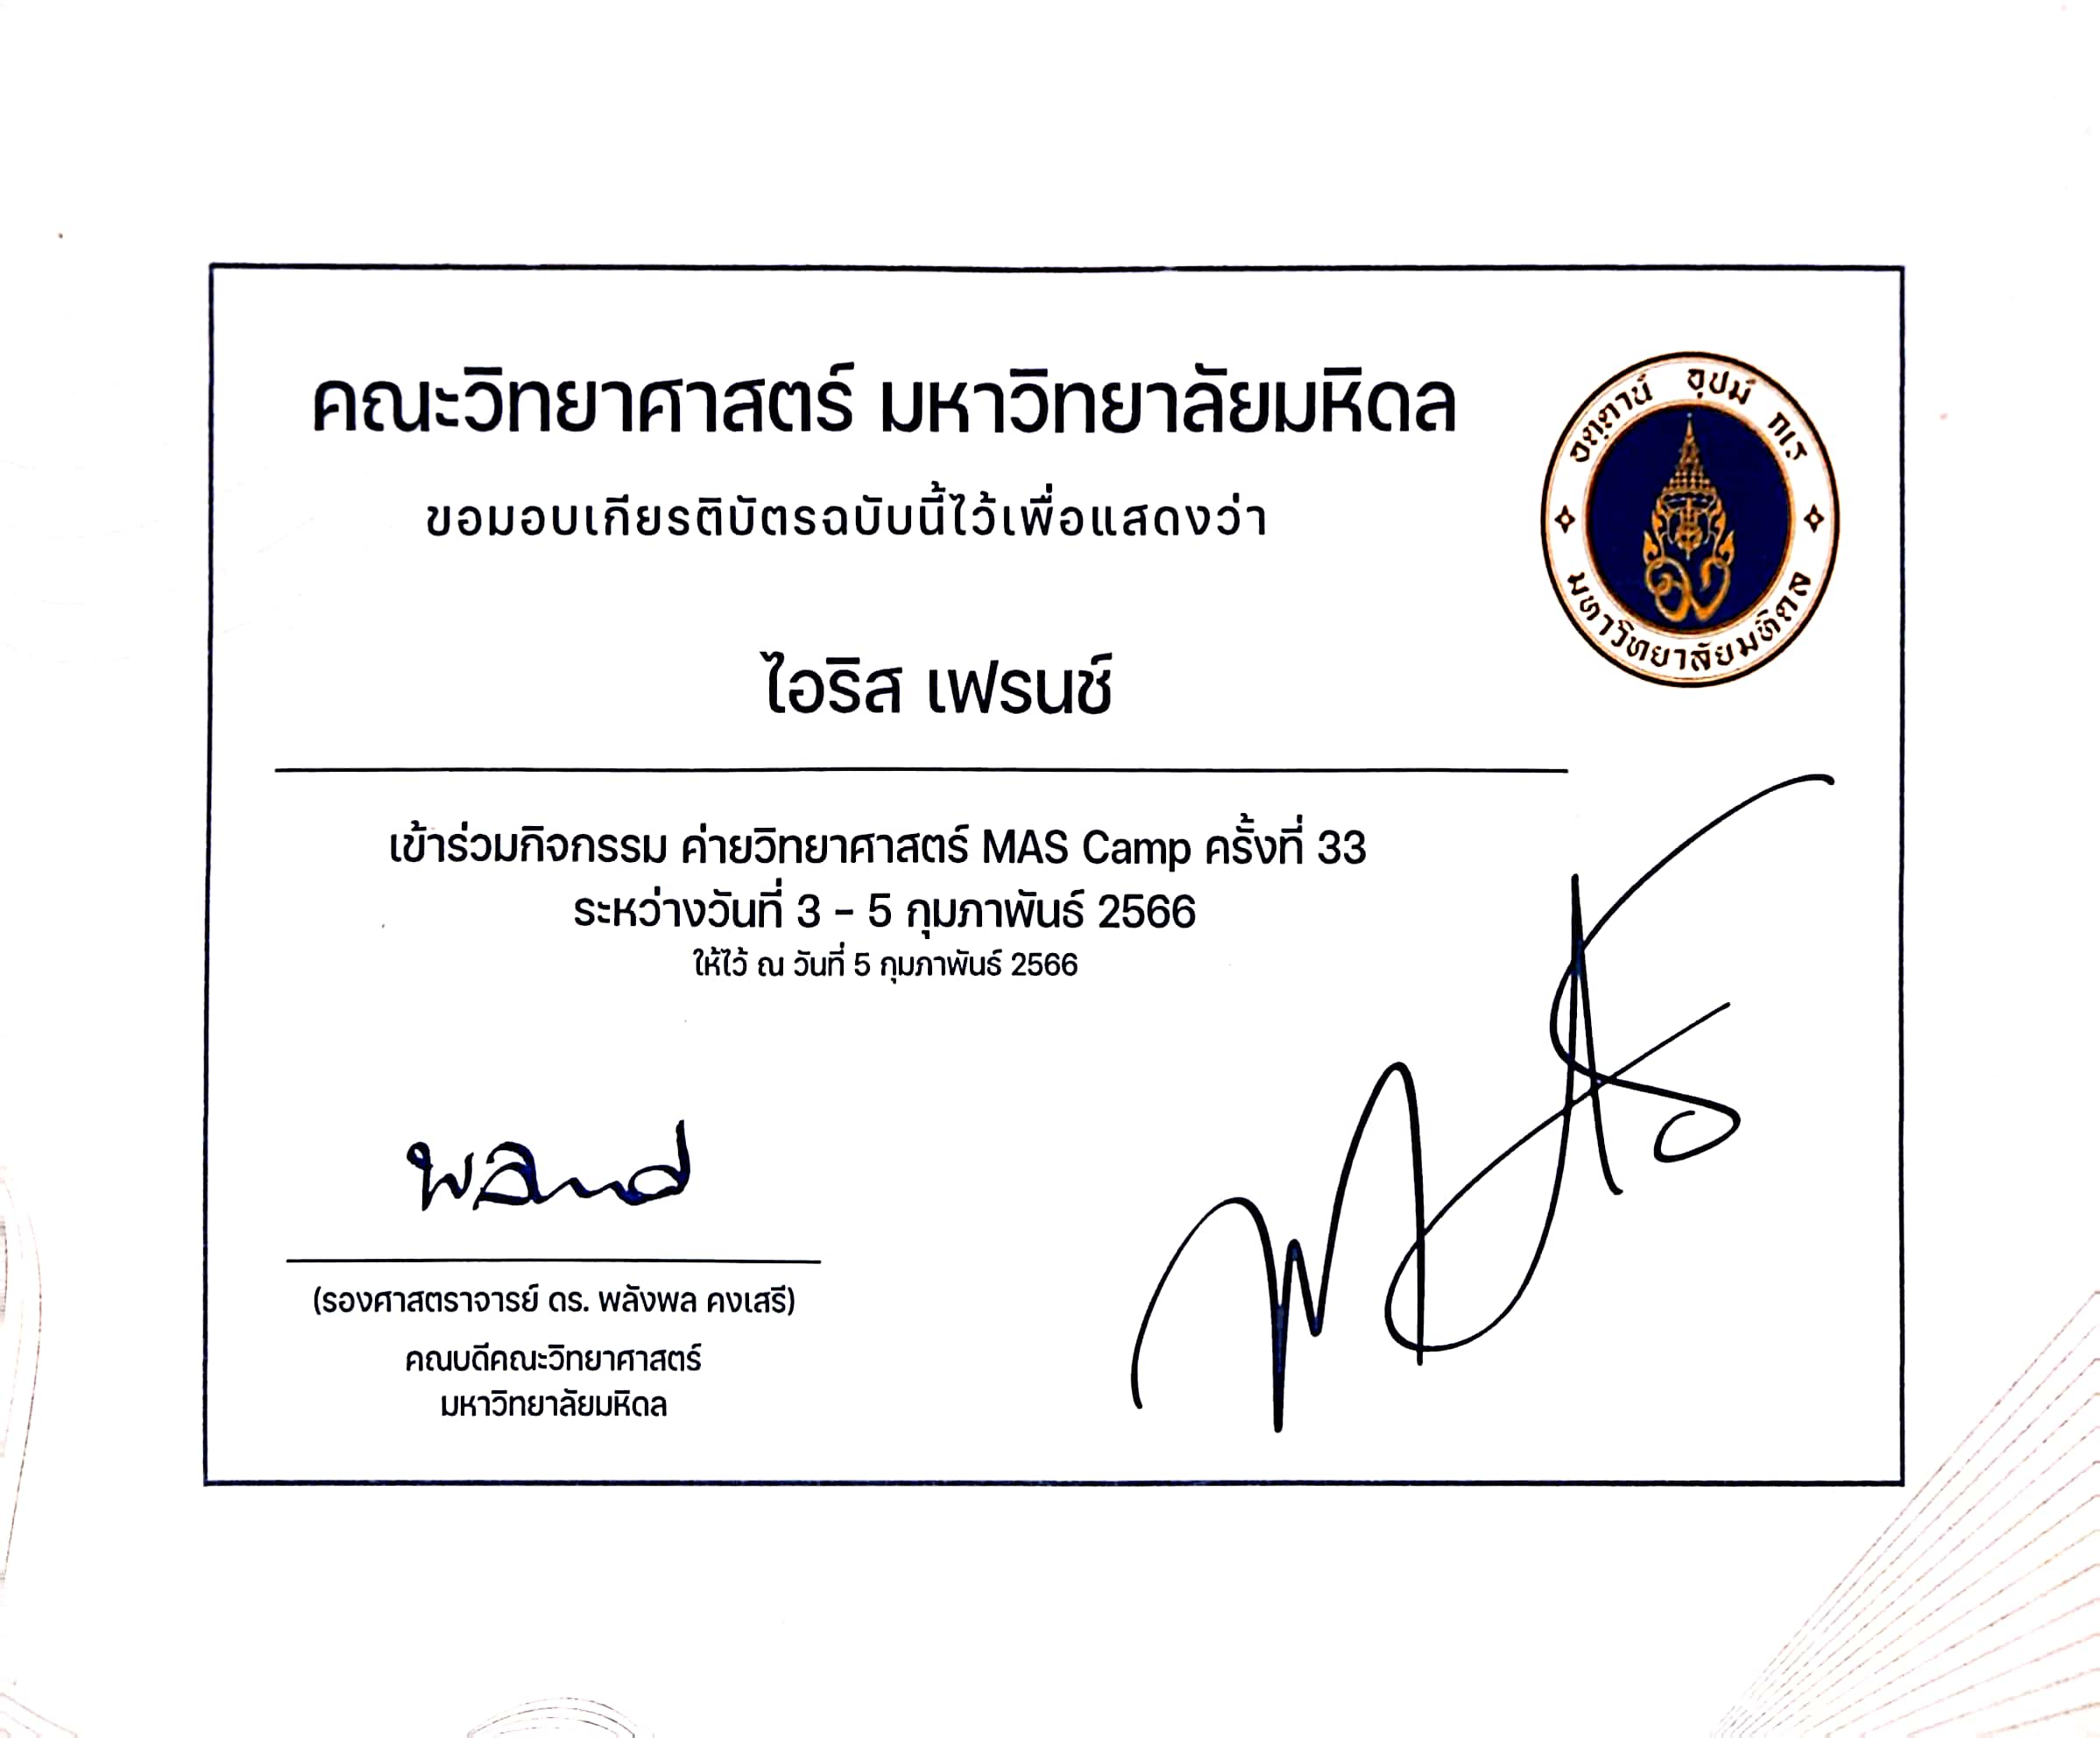 คณะวิทยาศาสตร์ มหาวิทยาลัยมหิดล
ขอมอบเกียรติบัตรฉบับนี้ไว้เพื่อแสดงว่า
ไอริส เฟรนช์
เข้าร่วมกิจกรรม ค่ายวิทยาศาสตร์ MAS Camp ครั้งที่ 33
ระหว่างวันที่ 3 – 5 กุมภาพันธ์ 2566
ให้ไว้ ณ วันที่ 5 กุมภาพันธ์ 2566
(รองศาสตราจารย์ ดร. พลังพล คงเสรี)
คณบดีคณะวิทยาศาสตร์
มหาวิทยาลัยมหิดล
อตฺตานํ อุปมํ กเร
มหาวิทยาลัยมหิดล
MAS